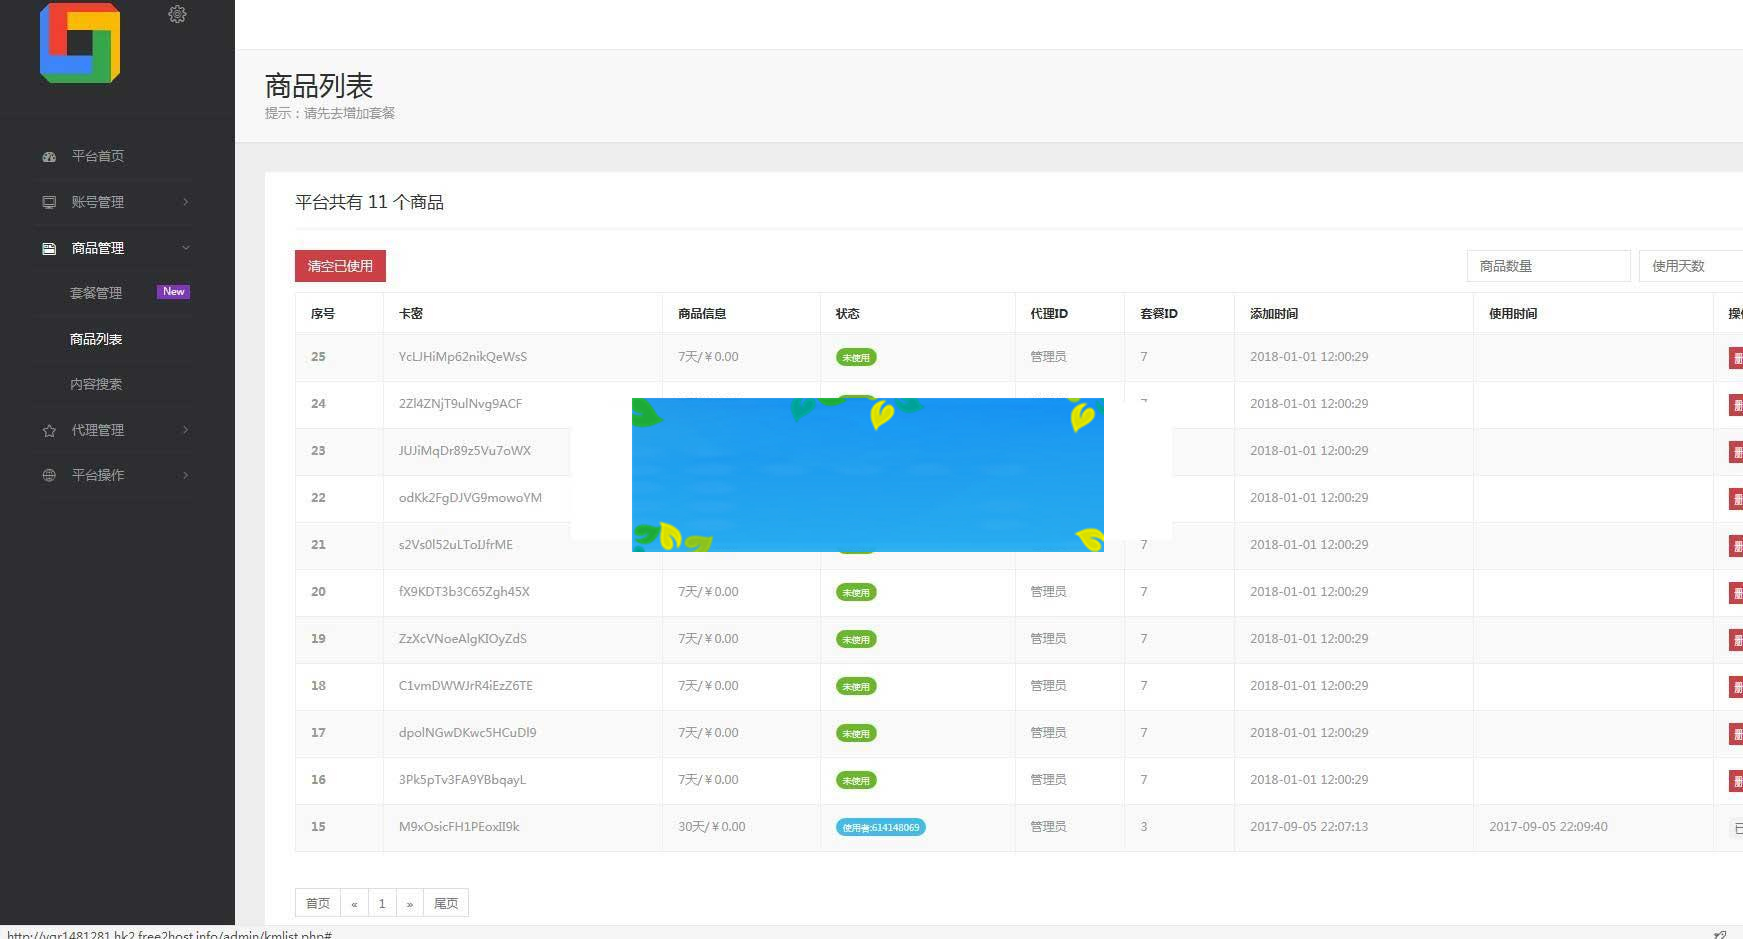 商品列表
提示：请先去增加套餐
平台首页
账号管理
商品管理
套餐管理 New
商品列表
内容搜索
代理管理
平台操作
平台共有 11 个商品
清空已使用 商品数量 使用天数
序号 卡密 商品信息 状态 代理ID 套餐ID 添加时间 使用时间
25 YcLJHiMp62nikQeWsS 7天/￥0.00 未使用 管理员 7 2018-01-01 12:00:29
24 2Zl4ZNjT9ulNvg9ACF 2018-01-01 12:00:29
23 JUJiMqDr89z5Vu7oWX 2018-01-01 12:00:29
22 odKk2FgDJVG9mowoYM 2018-01-01 12:00:29
21 s2Vs0l52uLToIJfrME 7 2018-01-01 12:00:29
20 fX9KDT3b3C65Zgh45X 7天/￥0.00 未使用 管理员 7 2018-01-01 12:00:29
19 ZzXcVNoeAlgKIOyZdS 7天/￥0.00 未使用 管理员 7 2018-01-01 12:00:29
18 C1vmDWWJrR4iEzZ6TE 7天/￥0.00 未使用 管理员 7 2018-01-01 12:00:29
17 dpolNGwDKwc5HCuDl9 7天/￥0.00 未使用 管理员 7 2018-01-01 12:00:29
16 3Pk5pTv3FA9YBbqayL 7天/￥0.00 未使用 管理员 7 2018-01-01 12:00:29
15 M9xOsicFH1PEoxII9k 30天/￥0.00 使用者:614148069 管理员 3 2017-09-05 22:07:13 2017-09-05 22:09:40
首页 « 1 » 尾页